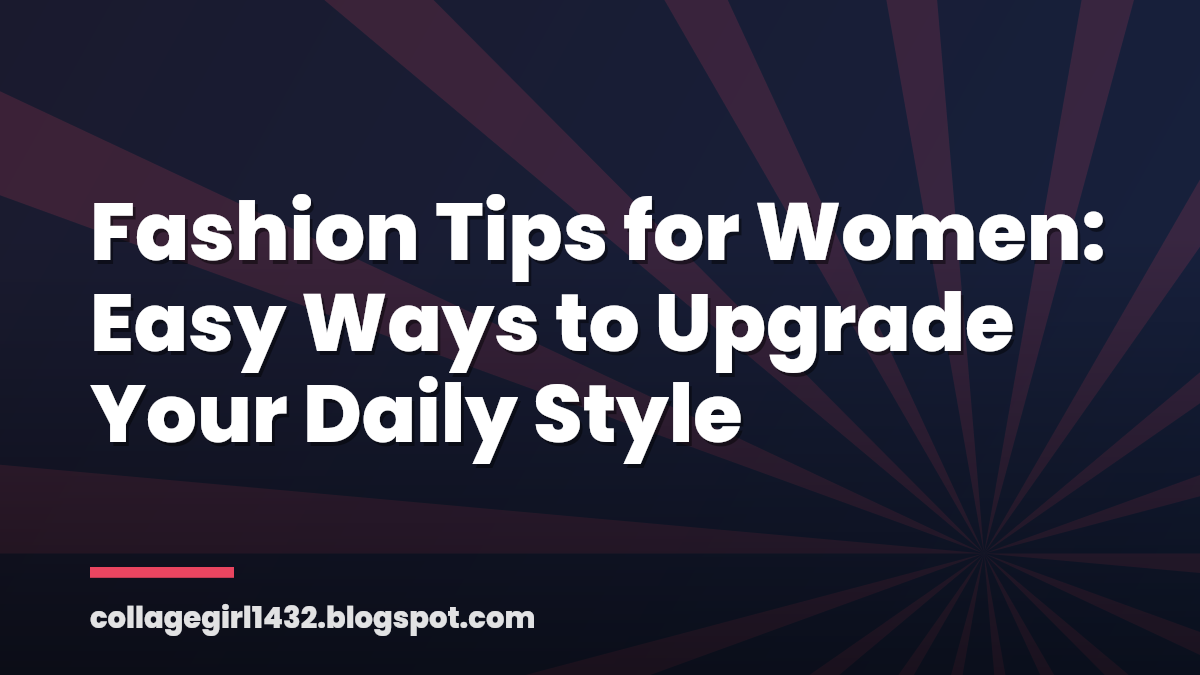 Fashion Tips for Women:
Easy Ways to Upgrade
Your Daily Style
collagegirl1432.blogspot.com